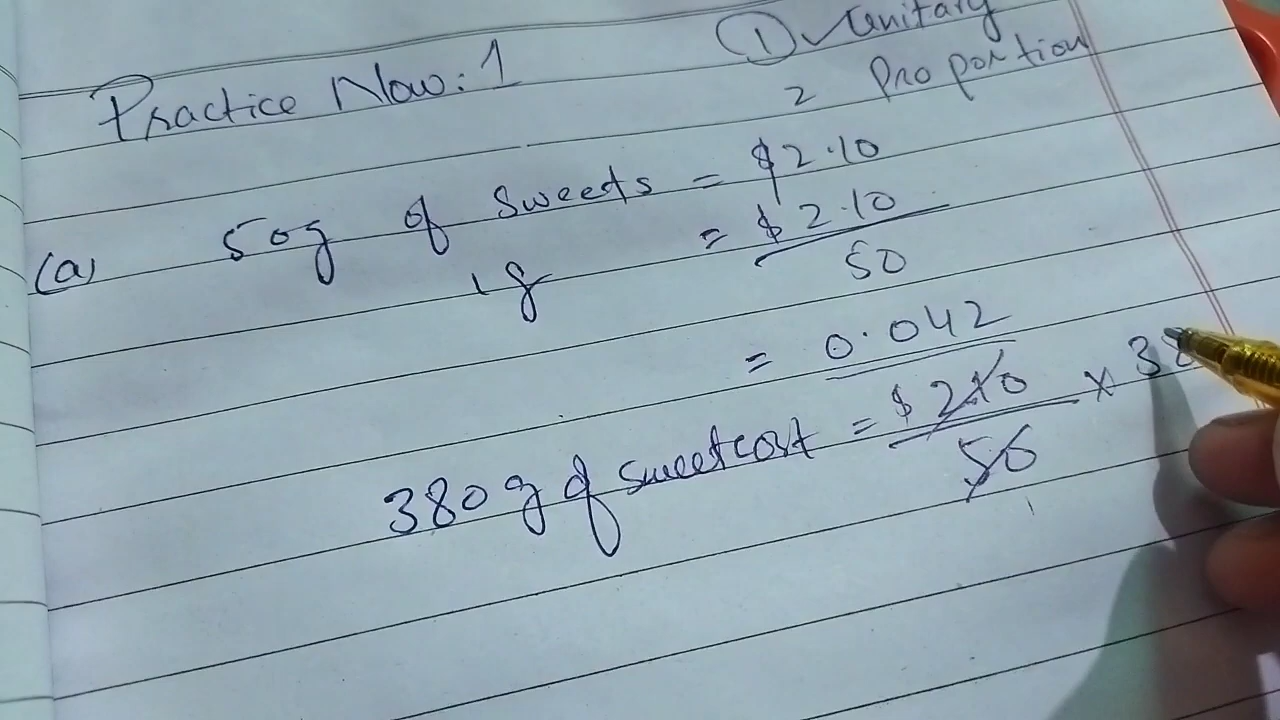 ① ✓ Unitary
Practice Now: 1
2 Proportion
(a) 50g of Sweets = $2.10
1g = $2.10
50
= 0.042
380g of sweet cost = $2.10 × 38
50